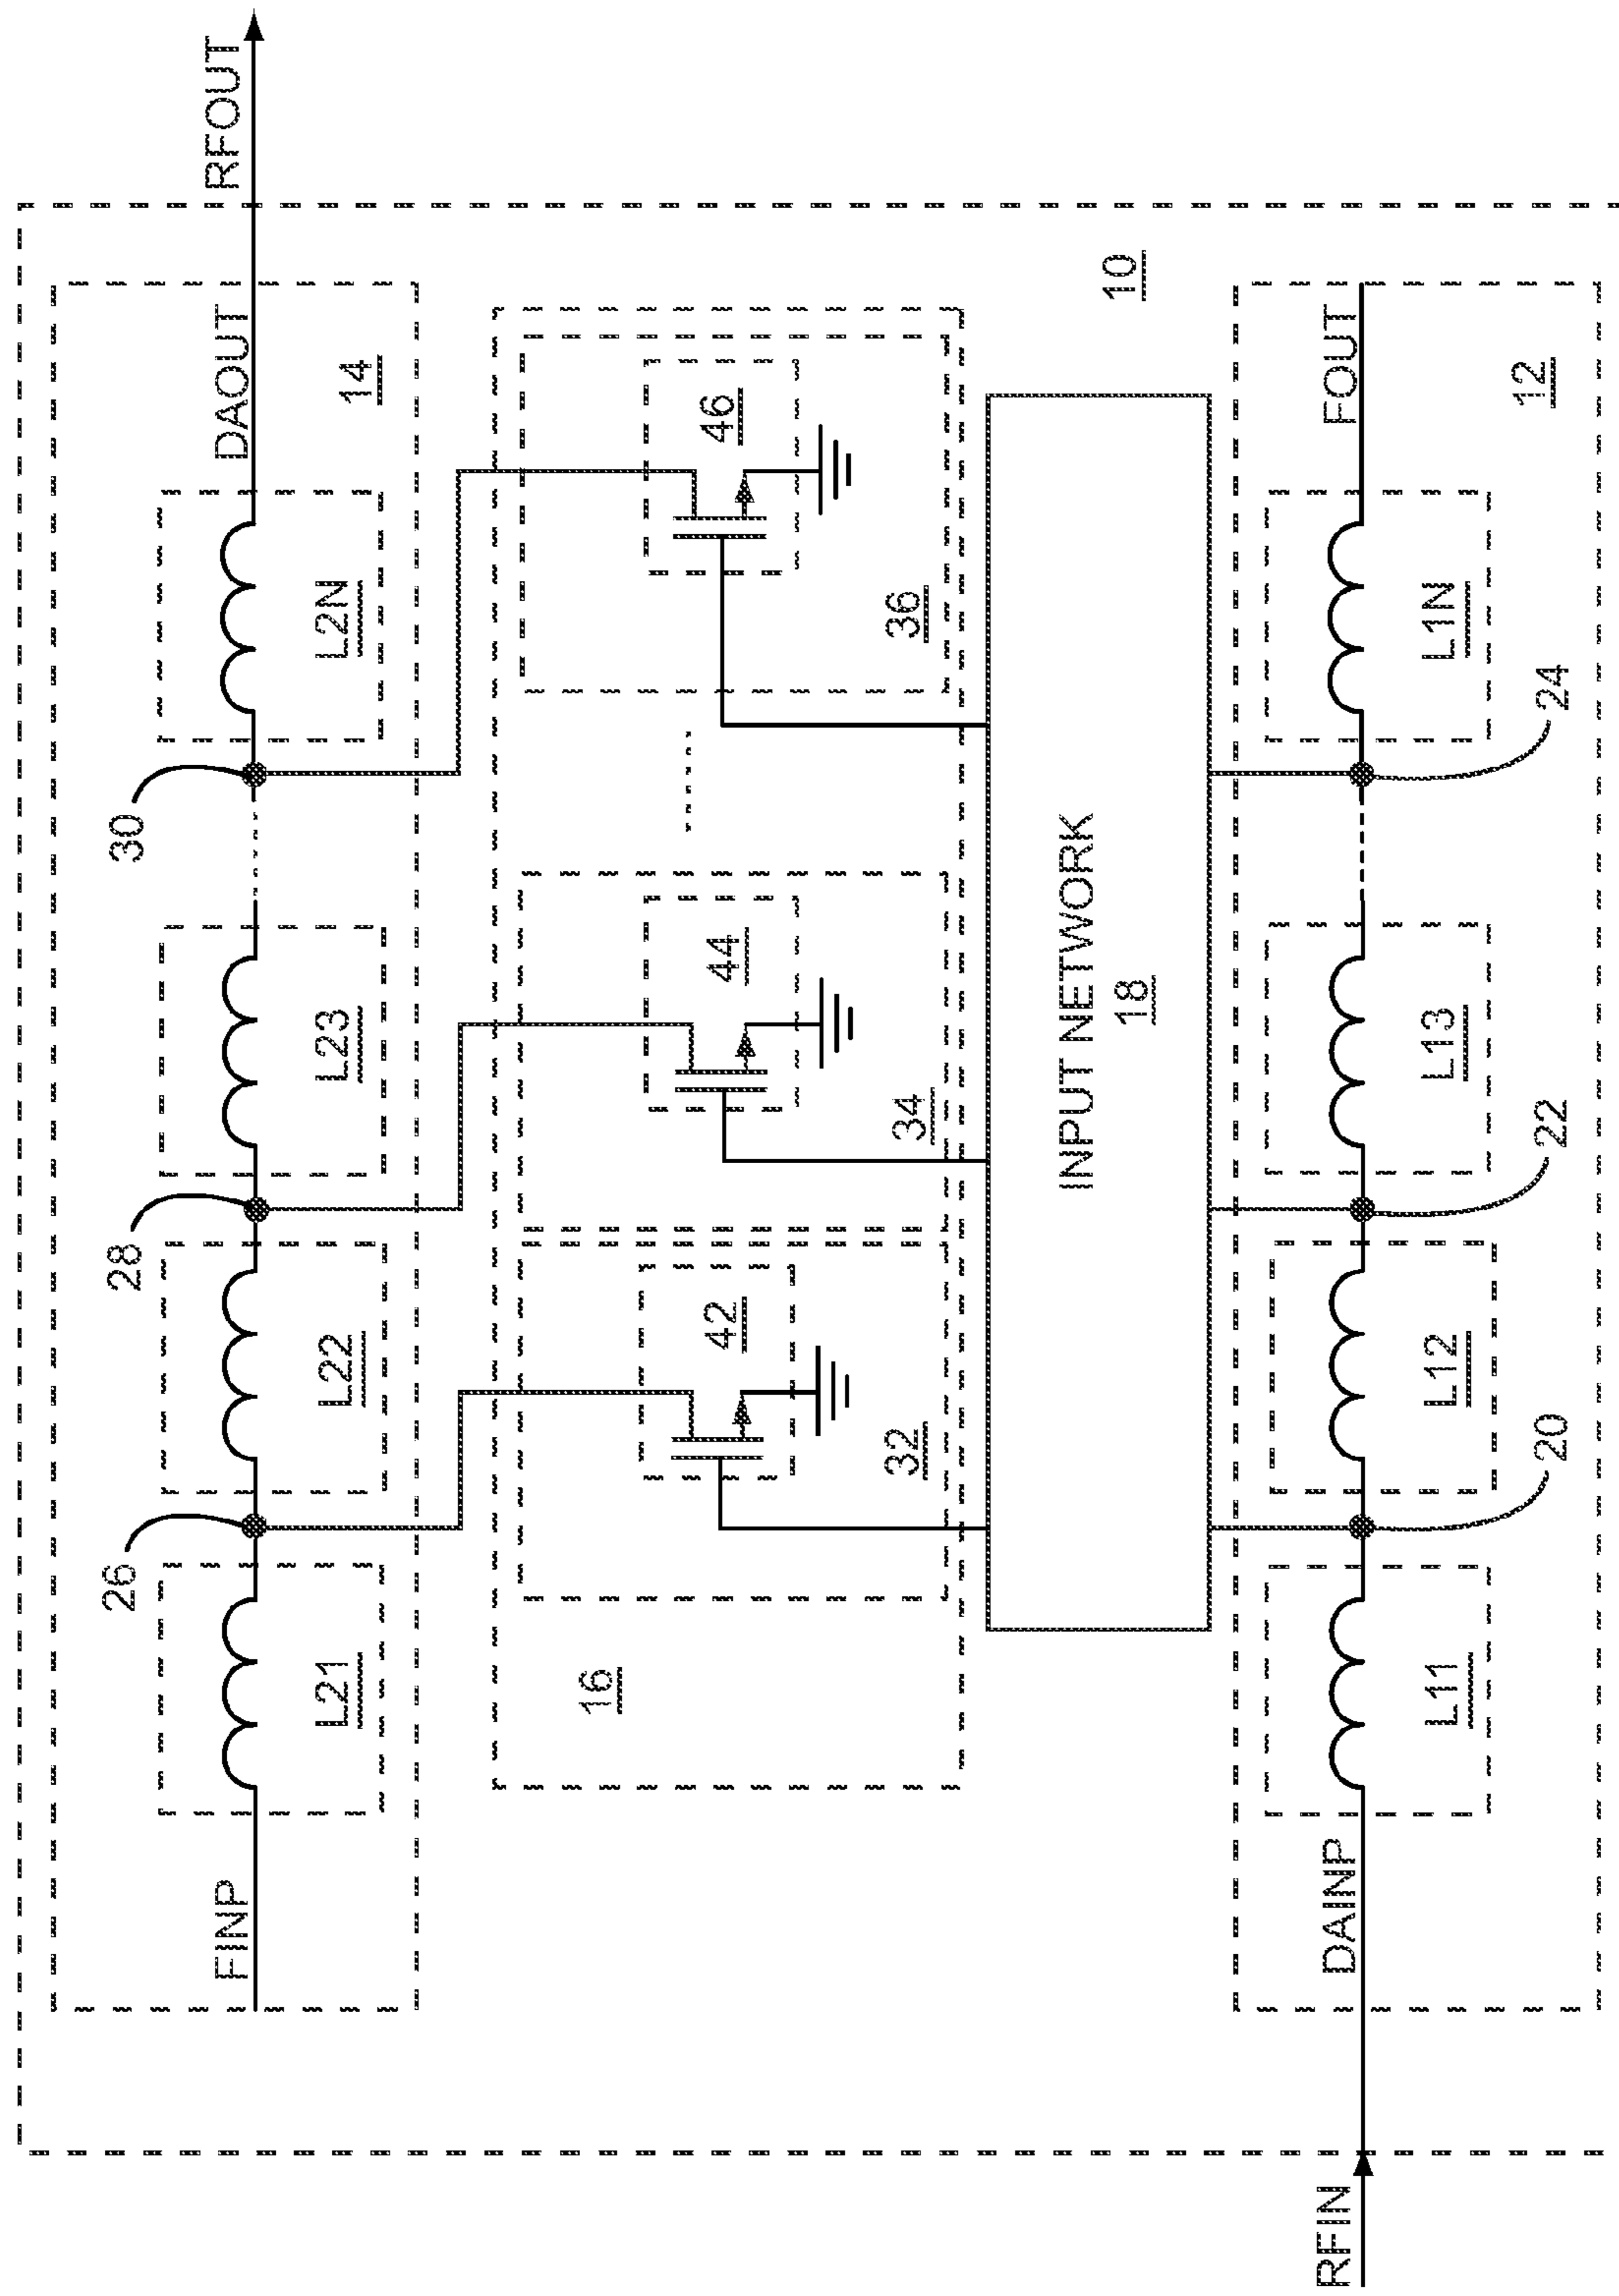 RFOUT
DAOUT
FINP
14
L21
L22
L23
L2N
26
28
30
16
42
44
46
32
34
36
10
INPUT NETWORK
18
RFIN
DAINP
FOUT
L11
L12
L13
L1N
12
20
22
24